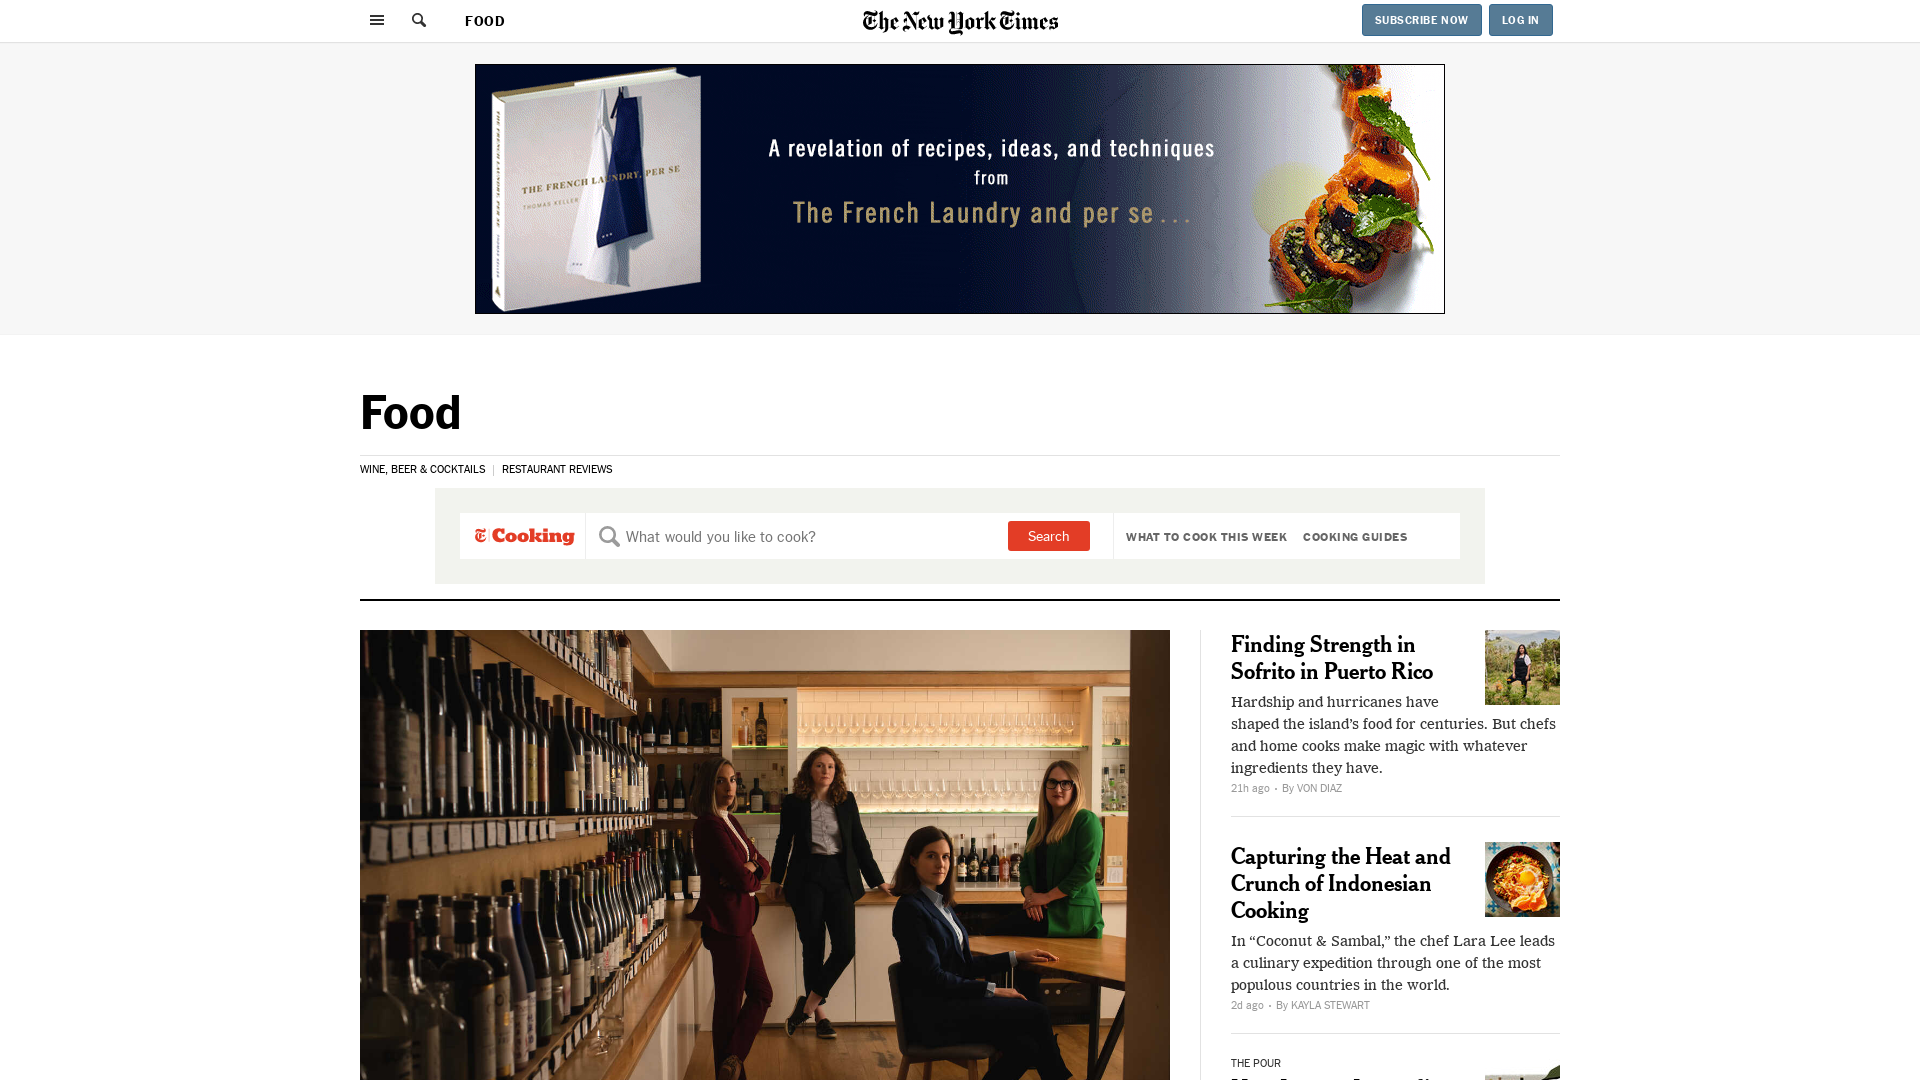 FOOD
The New York Times
SUBSCRIBE NOW
LOG IN
THE FRENCH LAUNDRY, PER SE
THOMAS KELLER
A revelation of recipes, ideas, and techniques
from
The French Laundry and per se . . .
Food
WINE, BEER & COCKTAILS
RESTAURANT REVIEWS
Cooking
What would you like to cook?
Search
WHAT TO COOK THIS WEEK
COOKING GUIDES
Finding Strength in
Sofrito in Puerto Rico
Hardship and hurricanes have
shaped the island’s food for centuries. But chefs
and home cooks make magic with whatever
ingredients they have.
21h ago • By VON DIAZ
Capturing the Heat and
Crunch of Indonesian
Cooking
In “Coconut & Sambal,” the chef Lara Lee leads
a culinary expedition through one of the most
populous countries in the world.
2d ago • By KAYLA STEWART
THE POUR